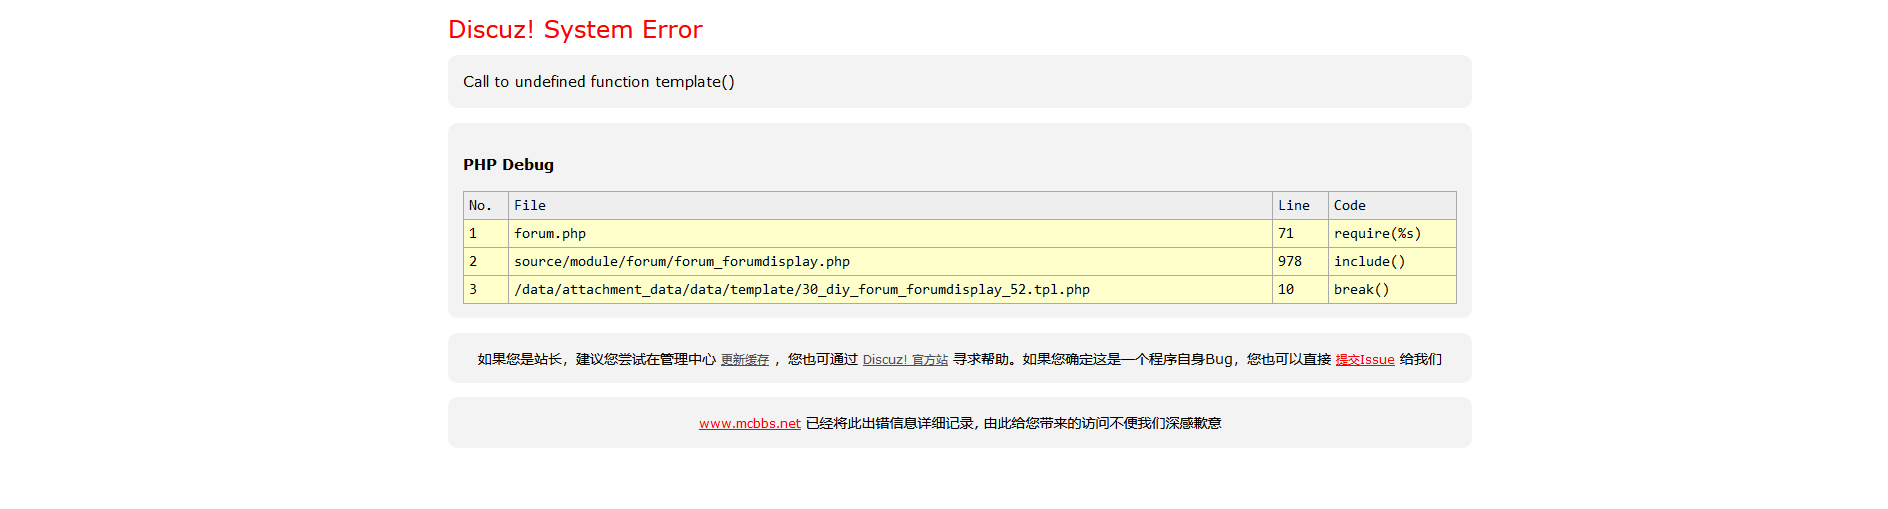 Discuz! System Error
Call to undefined function template()
PHP Debug
No. File Line Code
1 forum.php 71 require(%s)
2 source/module/forum/forum_forumdisplay.php 978 include()
3 /data/attachment_data/data/template/30_diy_forum_forumdisplay_52.tpl.php 10 break()
如果您是站长，建议您尝试在管理中心 更新缓存 ，您也可通过 Discuz! 官方站 寻求帮助。如果您确定这是一个程序自身Bug，您也可以直接 提交Issue 给我们
www.mcbbs.net 已经将此出错信息详细记录, 由此给您带来的访问不便我们深感歉意